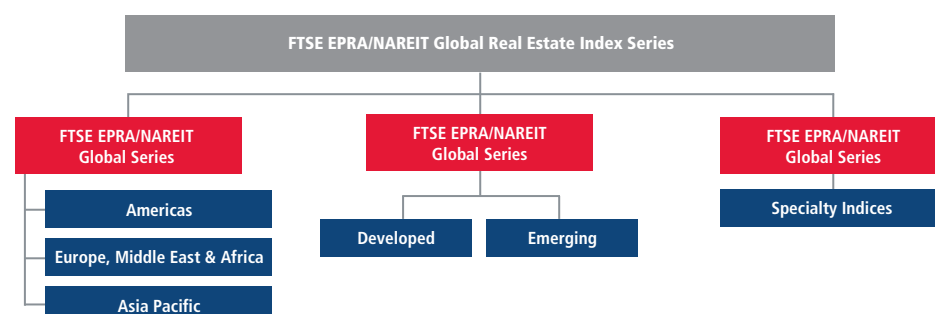 FTSE EPRA/NAREIT Global Real Estate Index Series
FTSE EPRA/NAREIT
Global Series
Americas
Europe, Middle East & Africa
Asia Pacific
FTSE EPRA/NAREIT
Global Series
Developed
Emerging
FTSE EPRA/NAREIT
Global Series
Specialty Indices